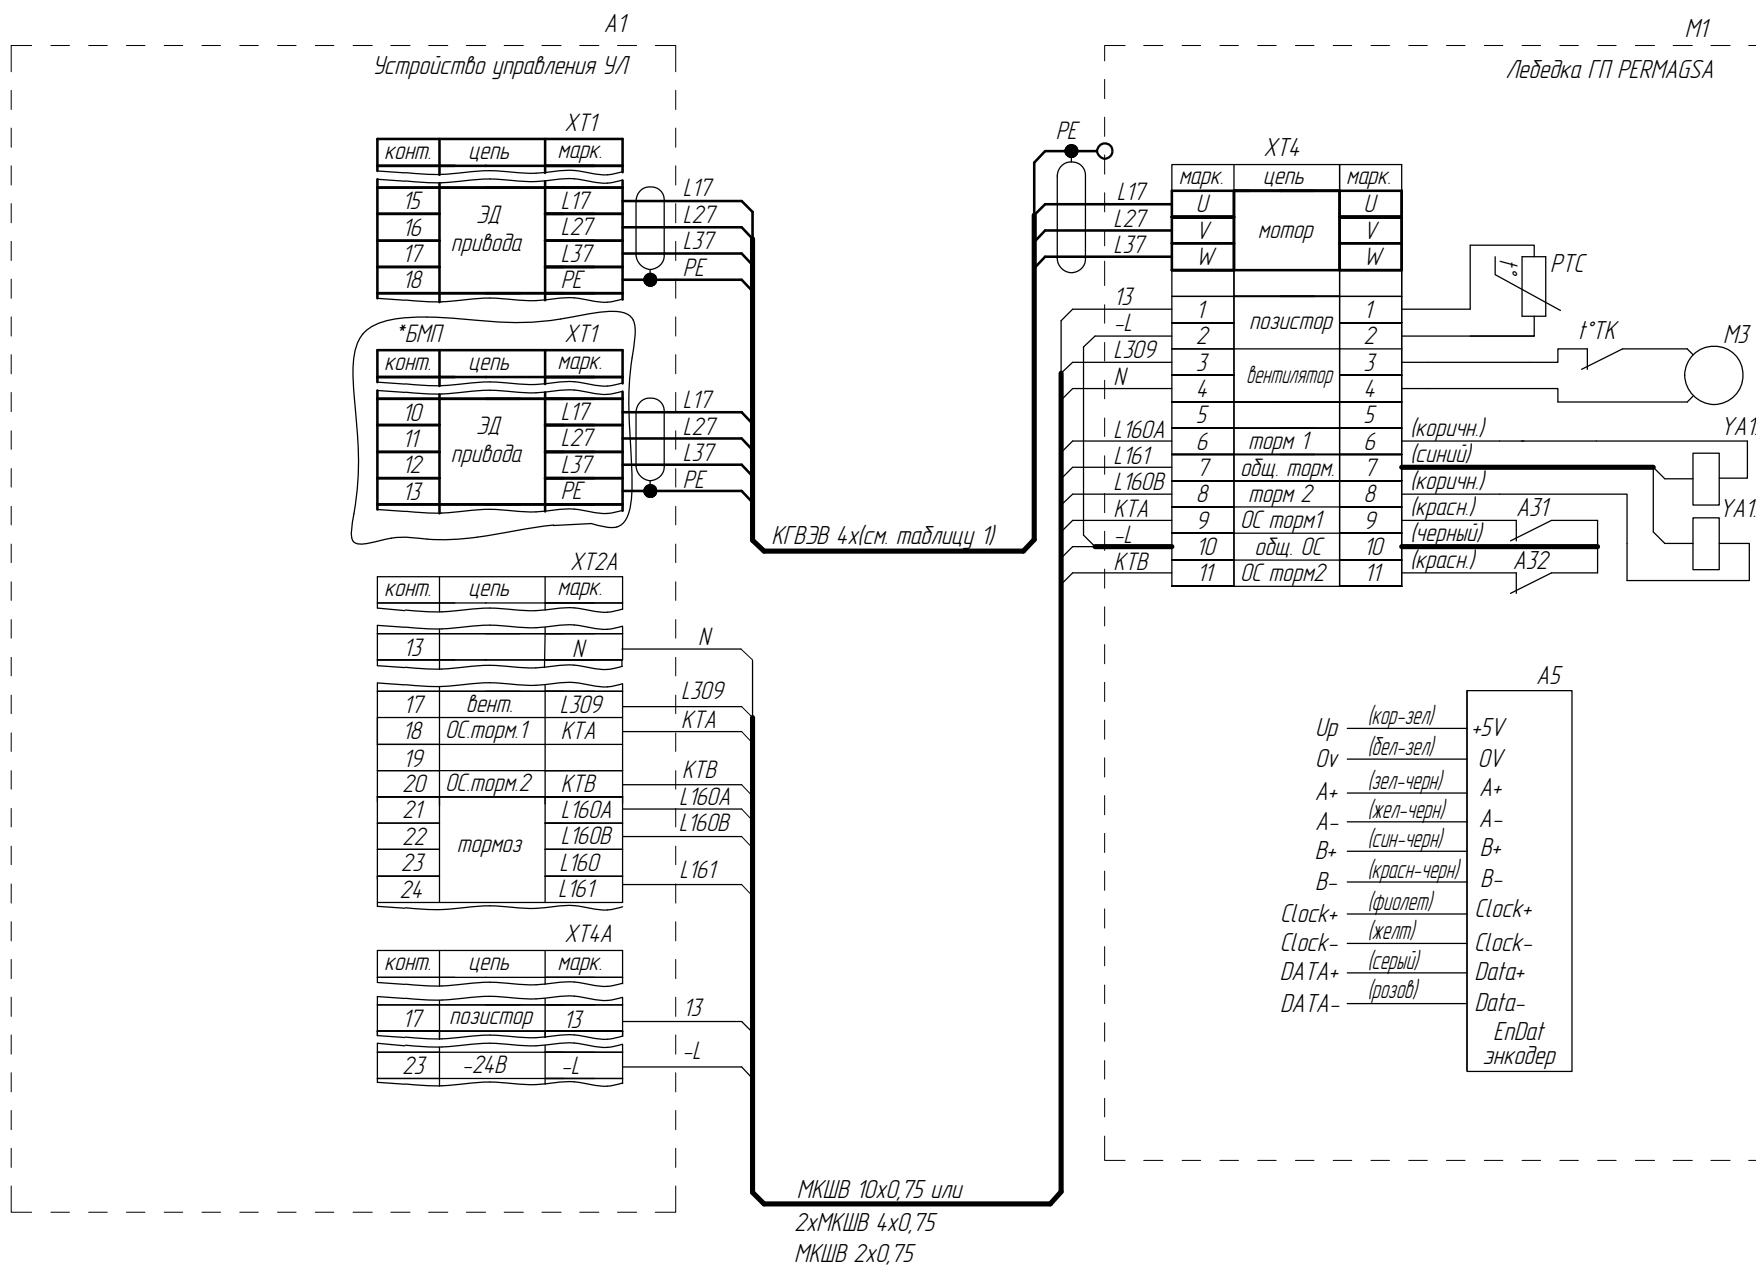 A1
Устройство управления УЛ
XT1
конт. цепь марк.
15 L17
16 L27
17 L37
18 PE
ЭД
привода
L17
L27
L37
PE
*БМП XT1
конт. цепь марк.
10 L17
11 L27
12 L37
13 PE
ЭД
привода
L17
L27
L37
PE
КГВЭВ 4х(см. таблицу 1)
XT2A
конт. цепь марк.
13 N
N
17 вент. L309
18 ОС.торм.1 KTA
19
20 ОС.торм.2 KTB
21 L160A
22 L160B
23 L160
24 L161
тормоз
L309
KTA
KTB
L160A
L160B
L161
XT4A
конт. цепь марк.
17 позистор 13
23 -24В -L
13
-L
МКШВ 10х0,75 или
2хМКШВ 4х0,75
МКШВ 2х0,75
M1
Лебедка ГП PERMAGSA
PE
XT4
марк. цепь марк.
L17 U U
L27 V мотор V
L37 W W
13 1 1
позистор
-L 2 2
L309 3 3
вентилятор
N 4 4
5 5
L160A 6 торм 1 6 (коричн.)
L161 7 общ. торм. 7 (синий)
L160B 8 торм 2 8 (коричн.)
KTA 9 ОС торм1 9 (красн.) A31
-L 10 общ. ОС 10 (черный)
KTB 11 ОС торм2 11 (красн.) A32
t°
PTC
t°TK
M3
YA1.
YA1.
A5
Up (кор-зел) +5V
0v (бел-зел) 0V
A+ (зел-черн) A+
A- (жел-черн) A-
B+ (син-черн) B+
B- (красн-черн) B-
Clock+ (фиолет) Clock+
Clock- (желт) Clock-
DATA+ (серый) Data+
DATA- (розов) Data-
EnDat
энкодер